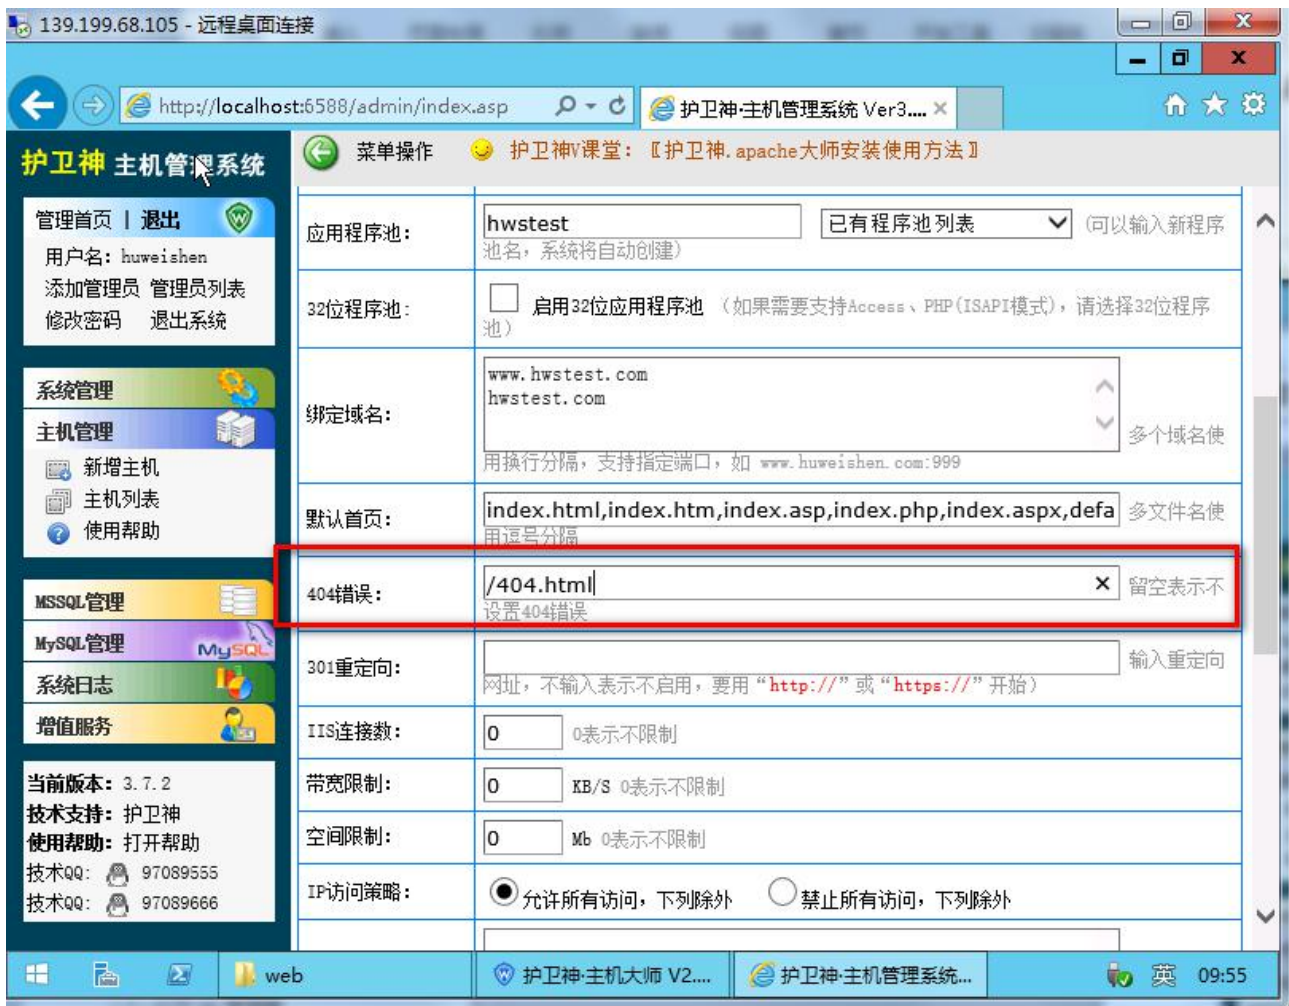 139.199.68.105 - 远程桌面连接
http://localhost:6588/admin/index.asp
护卫神·主机管理系统 Ver3....
护卫神 主机管理系统
菜单操作
护卫神V课堂：〖护卫神.apache大师安装使用方法〗
管理首页 | 退出
用户名：huweishen
添加管理员 管理员列表
修改密码 退出系统
系统管理
主机管理
新增主机
主机列表
使用帮助
MSSQL管理
MySQL管理
MySQL
系统日志
增值服务
当前版本：3.7.2
技术支持：护卫神
使用帮助：打开帮助
技术QQ： 97089555
技术QQ： 97089666
应用程序池：
hwstest
已有程序池列表
(可以输入新程序
池名，系统将自动创建)
32位程序池：
启用32位应用程序池 （如果需要支持Access、PHP(ISAPI模式)，请选择32位程序
池）
绑定域名：
www.hwstest.com
hwstest.com
多个域名使
用换行分隔，支持指定端口，如 www.huweishen.com:999
默认首页：
index.html,index.htm,index.asp,index.php,index.aspx,defa
多文件名使
用逗号分隔
404错误：
/404.html
留空表示不
设置404错误
301重定向：
输入重定向
网址，不输入表示不启用，要用“http://”或“https://”开始）
IIS连接数：
0
0表示不限制
带宽限制：
0
KB/S 0表示不限制
空间限制：
0
Mb 0表示不限制
IP访问策略：
允许所有访问，下列除外
禁止所有访问，下列除外
web
护卫神·主机大师 V2....
护卫神·主机管理系统...
英
09:55